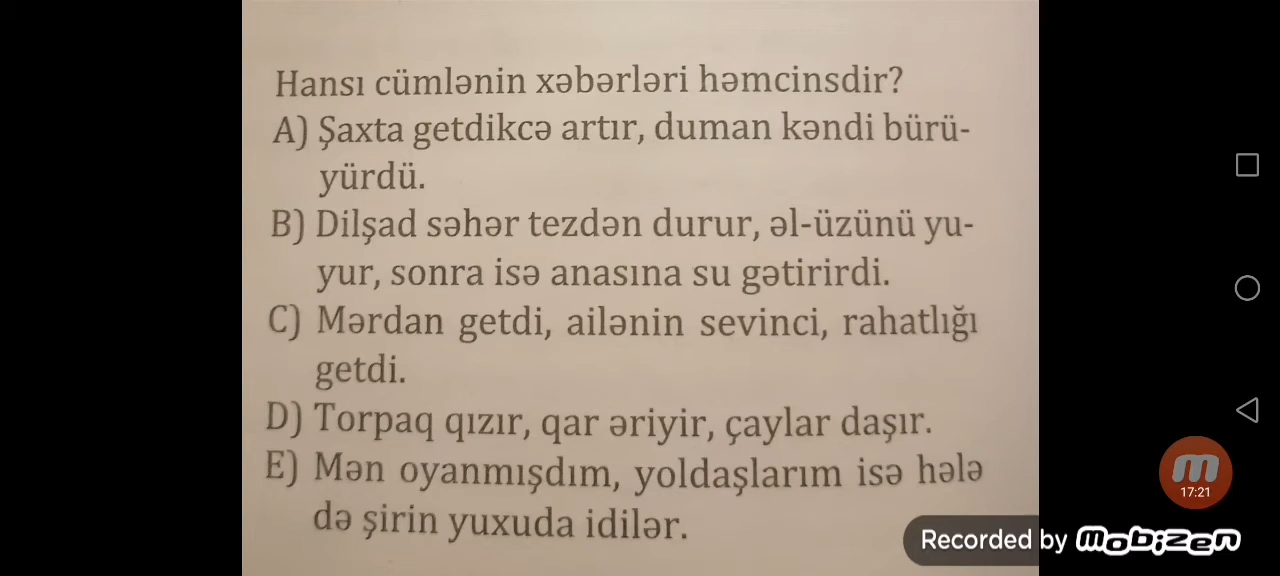 Hansı cümlənin xəbərləri həmcinsdir?
A) Şaxta getdikcə artır, duman kəndi bürü-
yürdü.
B) Dilşad səhər tezdən durur, əl-üzünü yu-
yur, sonra isə anasına su gətirirdi.
C) Mərdan getdi, ailənin sevinci, rahatlığı
getdi.
D) Torpaq qızır, qar əriyir, çaylar daşır.
E) Mən oyanmışdım, yoldaşlarım isə hələ
də şirin yuxuda idilər.
17:21
Recorded by Mobizen